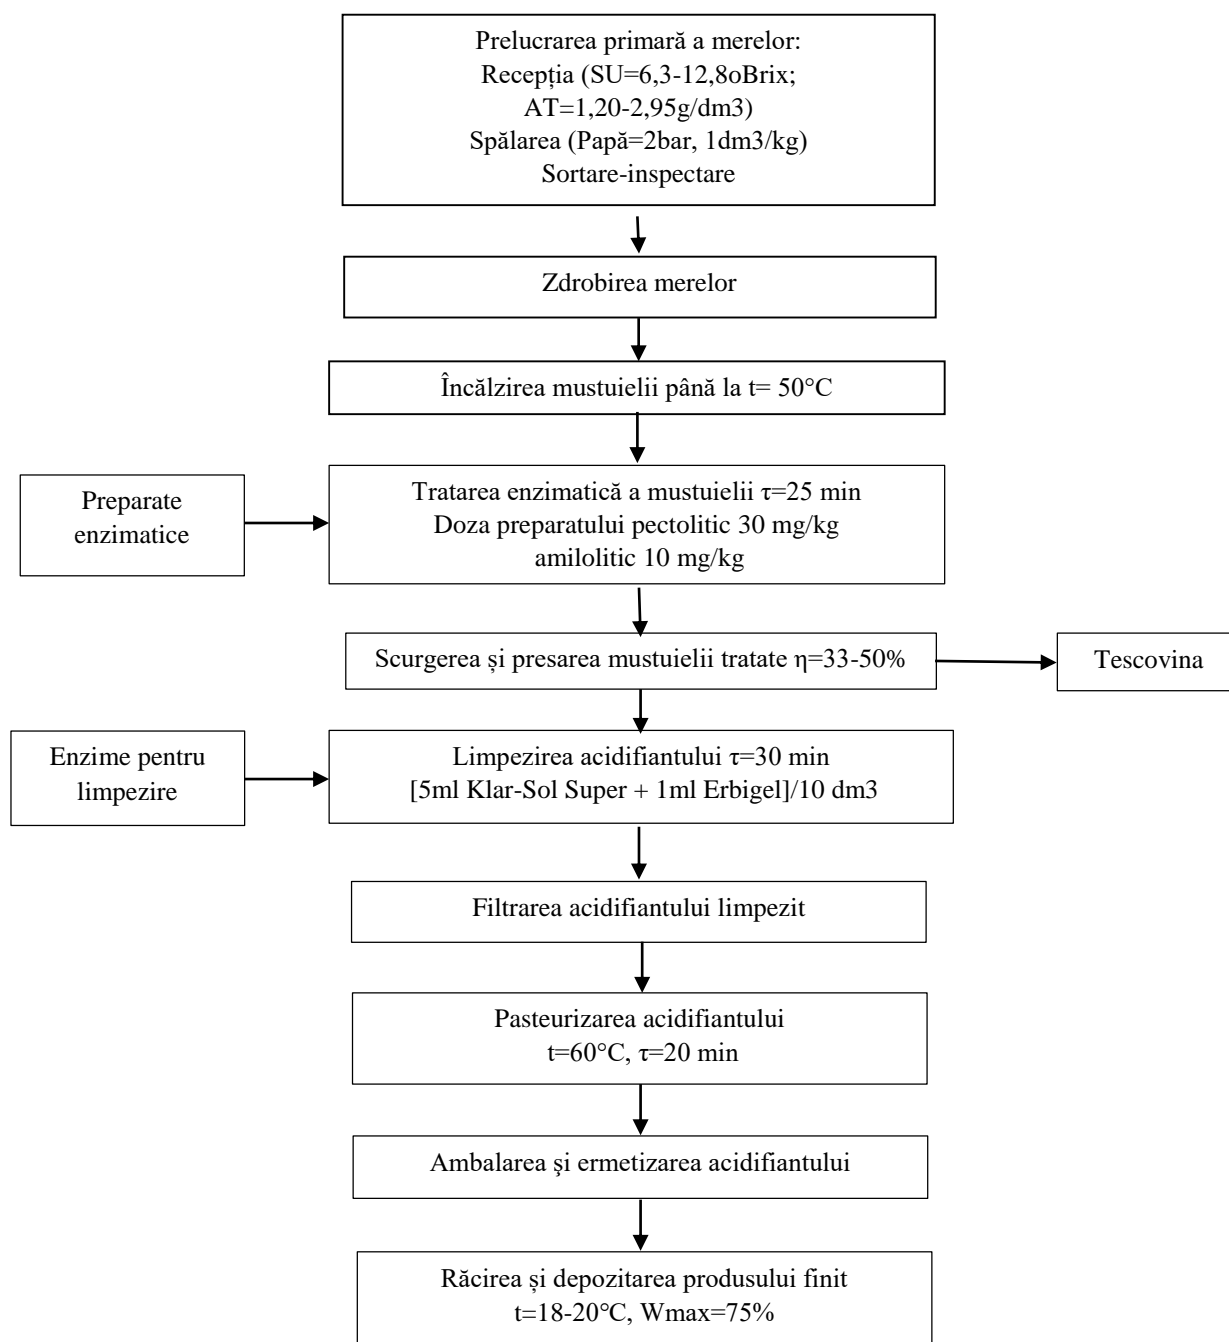 Prelucrarea primară a merelor:
Recepția (SU=6,3-12,8oBrix;
AT=1,20-2,95g/dm3)
Spălarea (Papă=2bar, 1dm3/kg)
Sortare-inspectare
Zdrobirea merelor
Încălzirea mustuielii până la t= 50°C
Preparate
enzimatice
Tratarea enzimatică a mustuielii τ=25 min
Doza preparatului pectolitic 30 mg/kg
amilolitic 10 mg/kg
Scurgerea și presarea mustuielii tratate η=33-50%
Tescovina
Enzime pentru
limpezire
Limpezirea acidifiantului τ=30 min
[5ml Klar-Sol Super + 1ml Erbigel]/10 dm3
Filtrarea acidifiantului limpezit
Pasteurizarea acidifiantului
t=60°C, τ=20 min
Ambalarea şi ermetizarea acidifiantului
Răcirea și depozitarea produsului finit
t=18-20°C, Wmax=75%